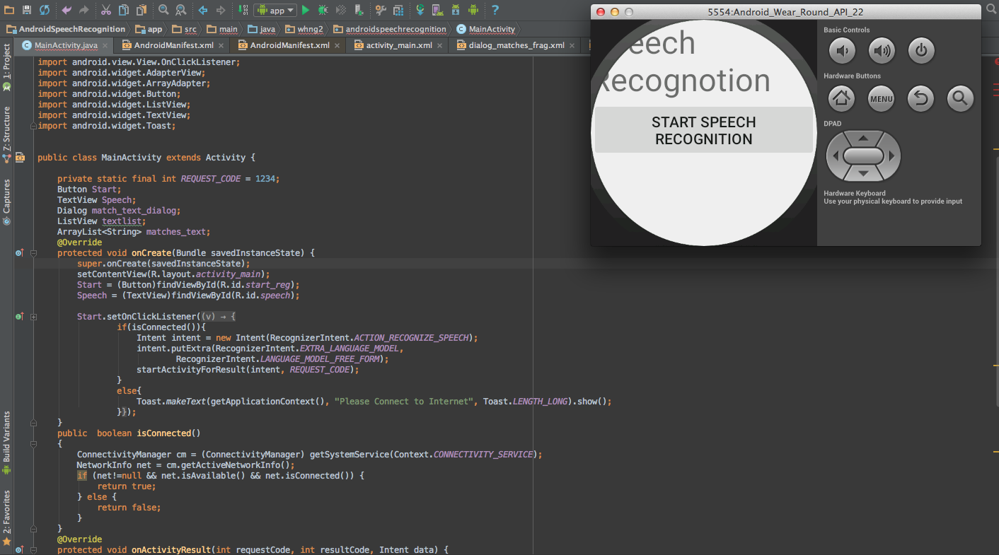 app
AndroidSpeechRecognition app src main java whng2 androidspeechrecognition MainActivity
MainActivity.java AndroidManifest.xml AndroidManifest.xml activity_main.xml dialog_matches_frag.xml
1: Project
7: Structure
Captures
Build Variants
2: Favorites
import android.view.View.OnClickListener;
import android.widget.AdapterView;
import android.widget.ArrayAdapter;
import android.widget.Button;
import android.widget.ListView;
import android.widget.TextView;
import android.widget.Toast;
public class MainActivity extends Activity {
private static final int REQUEST_CODE = 1234;
Button Start;
TextView Speech;
Dialog match_text_dialog;
ListView textlist;
ArrayList<String> matches_text;
@Override
protected void onCreate(Bundle savedInstanceState) {
super.onCreate(savedInstanceState);
setContentView(R.layout.activity_main);
Start = (Button)findViewById(R.id.start_reg);
Speech = (TextView)findViewById(R.id.speech);
Start.setOnClickListener((v) → {
if(isConnected()){
Intent intent = new Intent(RecognizerIntent.ACTION_RECOGNIZE_SPEECH);
intent.putExtra(RecognizerIntent.EXTRA_LANGUAGE_MODEL,
RecognizerIntent.LANGUAGE_MODEL_FREE_FORM);
startActivityForResult(intent, REQUEST_CODE);
}
else{
Toast.makeText(getApplicationContext(), "Please Connect to Internet", Toast.LENGTH_LONG).show();
}});
}
public boolean isConnected()
{
ConnectivityManager cm = (ConnectivityManager) getSystemService(Context.CONNECTIVITY_SERVICE);
NetworkInfo net = cm.getActiveNetworkInfo();
if (net!=null && net.isAvailable() && net.isConnected()) {
return true;
} else {
return false;
}
}
@Override
protected void onActivityResult(int requestCode, int resultCode, Intent data) {
5554:Android_Wear_Round_API_22
eech
Recognotion
START SPEECH
RECOGNITION
Basic Controls
Hardware Buttons
MENU
DPAD
Hardware Keyboard
Use your physical keyboard to provide input